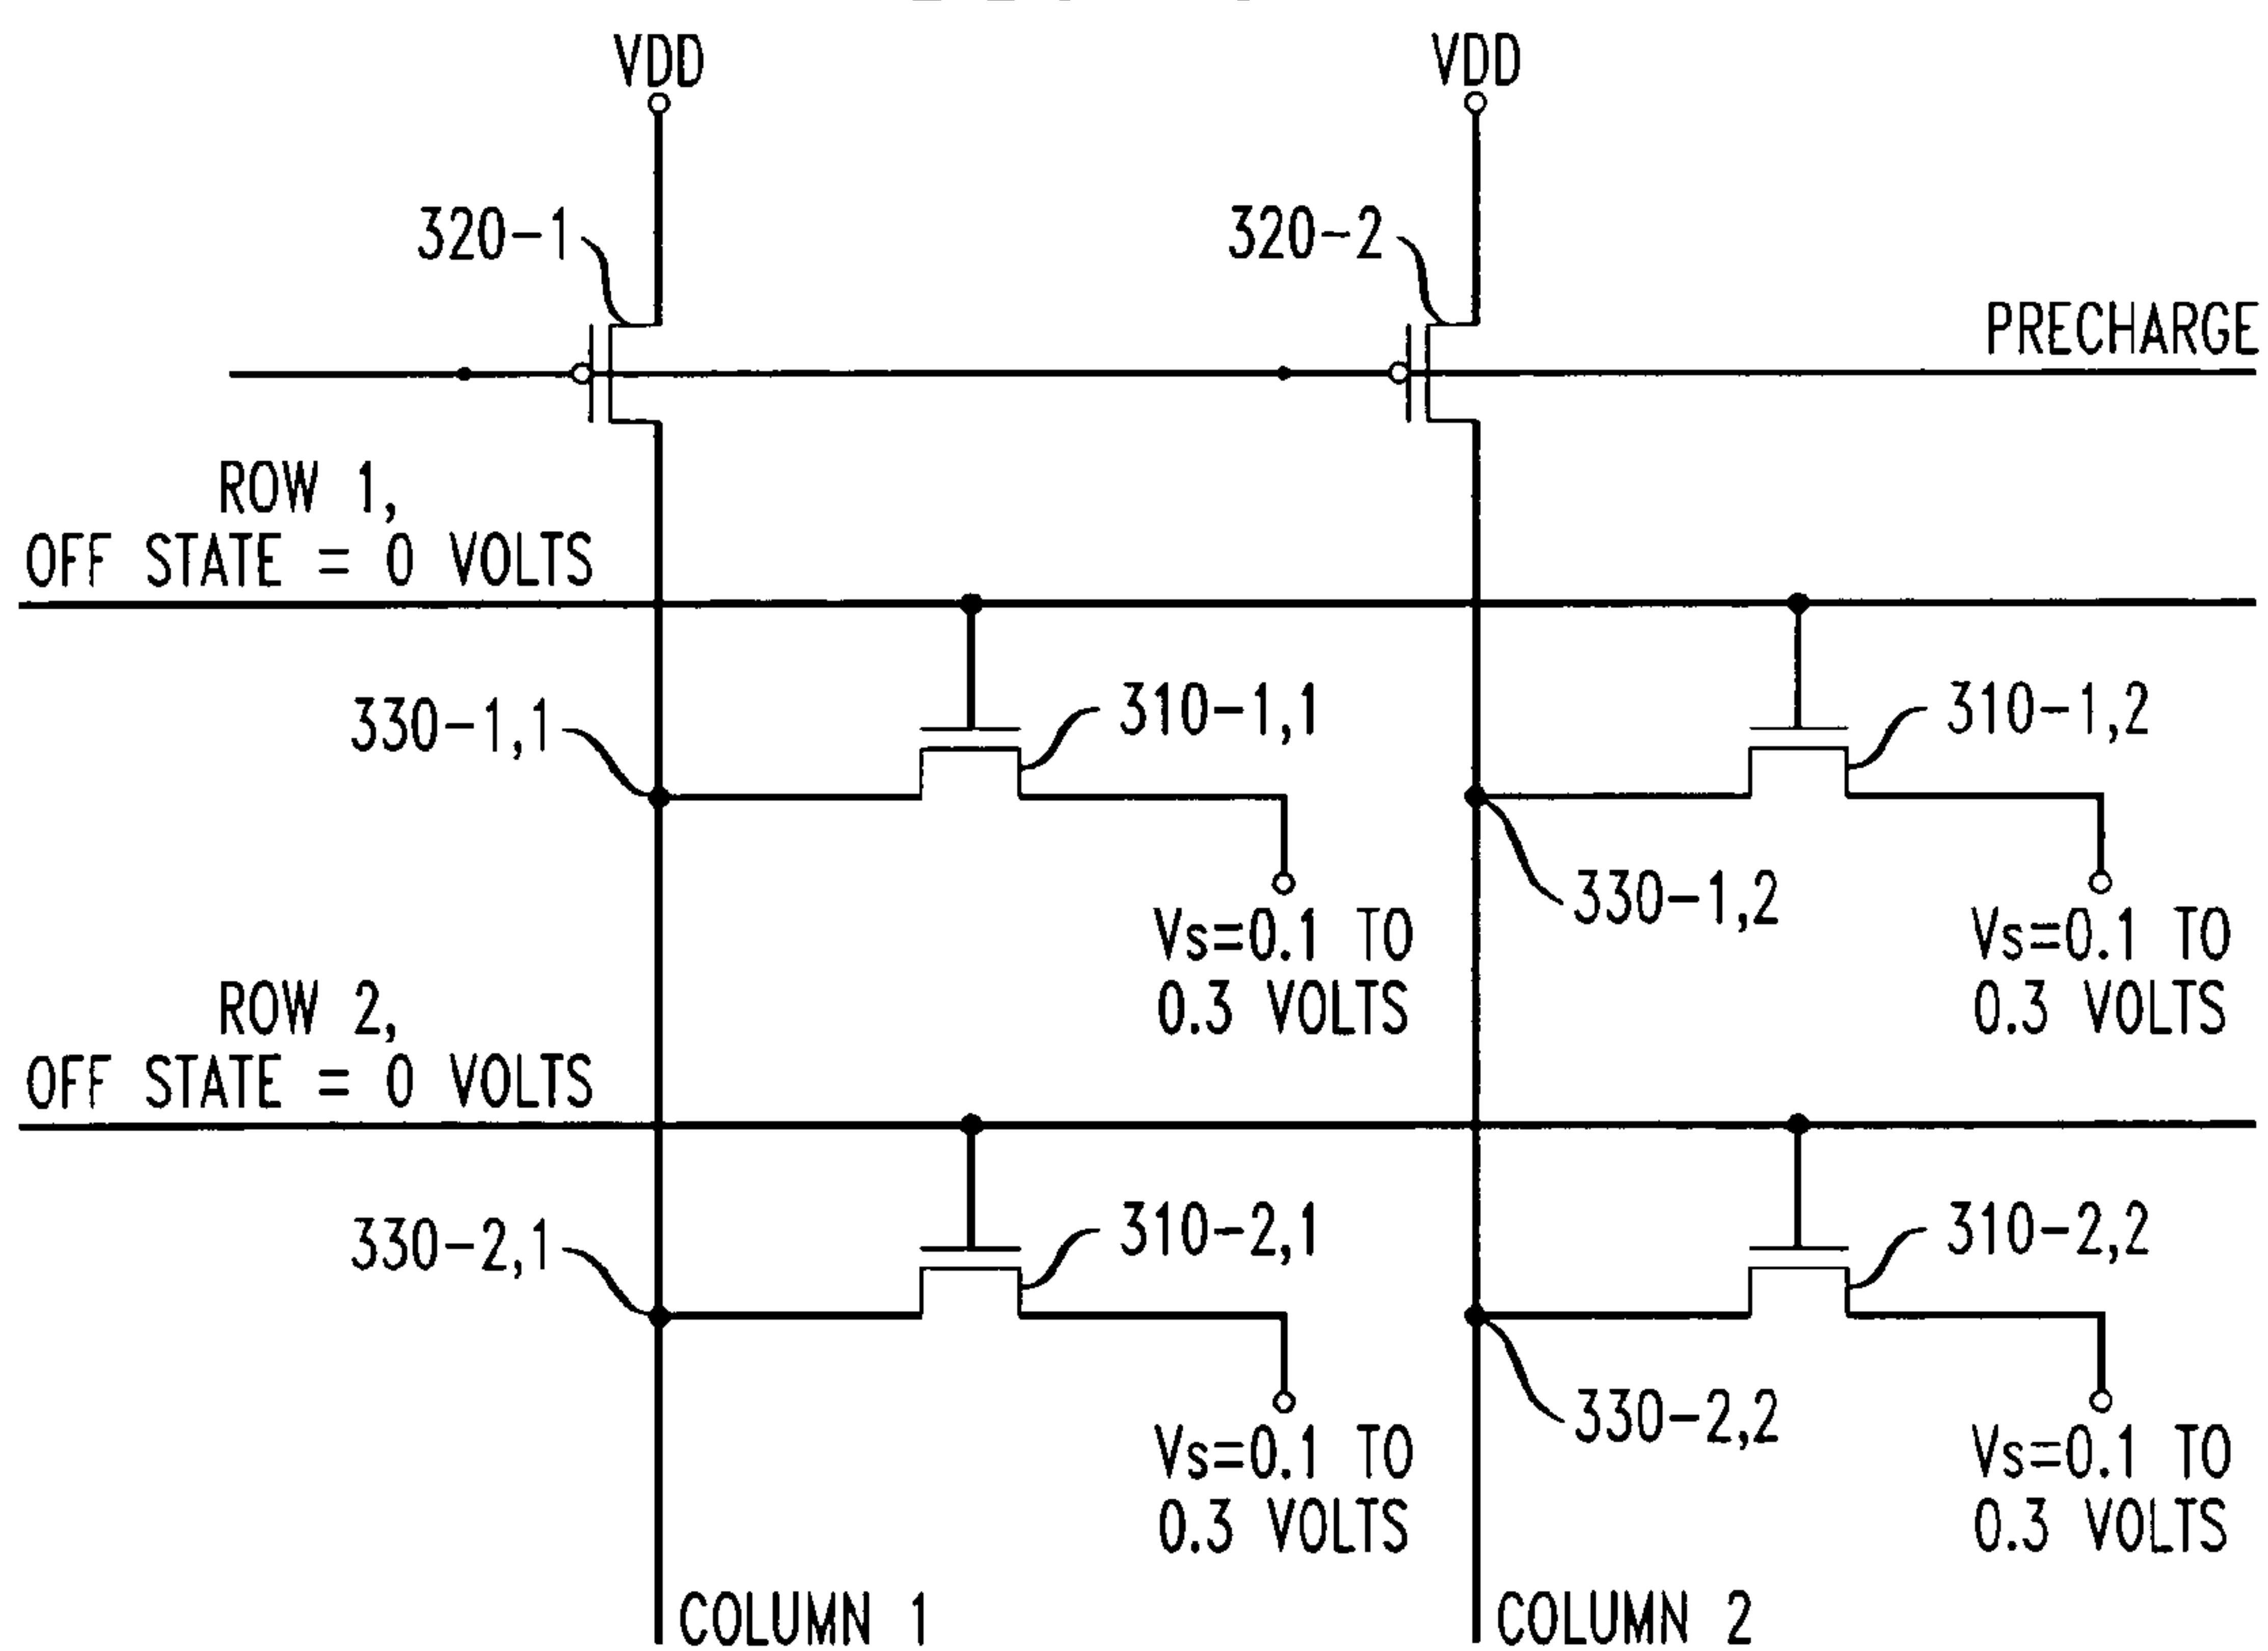 VDD
VDD
320-1
320-2
PRECHARGE
ROW 1,
OFF STATE = 0 VOLTS
330-1,1
310-1,1
310-1,2
330-1,2
Vs=0.1 TO
0.3 VOLTS
Vs=0.1 TO
0.3 VOLTS
ROW 2,
OFF STATE = 0 VOLTS
330-2,1
310-2,1
310-2,2
330-2,2
Vs=0.1 TO
0.3 VOLTS
Vs=0.1 TO
0.3 VOLTS
COLUMN 1
COLUMN 2